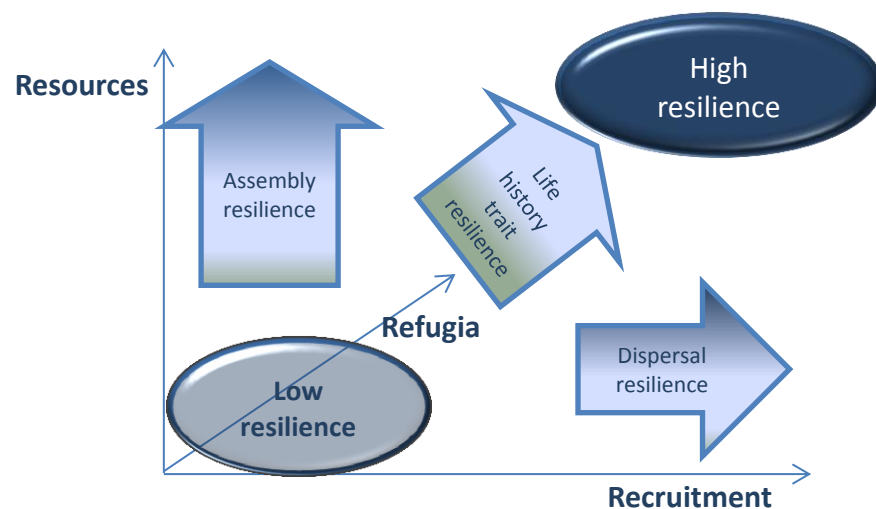 Resources
High
resilience
Assembly
resilience
Life
history
trait
resilience
Refugia
Dispersal
resilience
Low
resilience
Recruitment